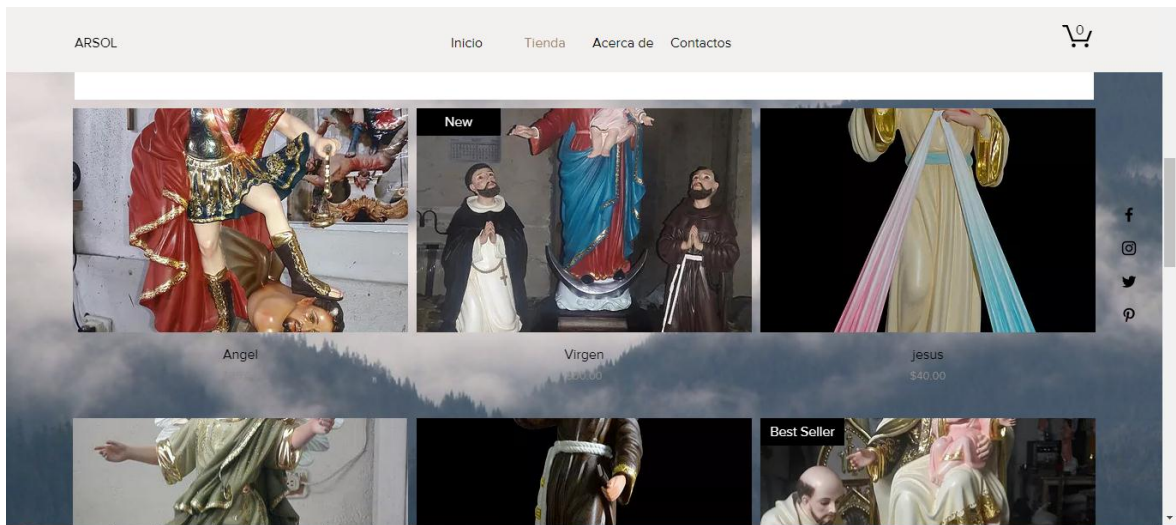 ARSOL
Inicio Tienda Acerca de Contactos
0
New
Angel
Virgen
jesus
$40.00
Best Seller